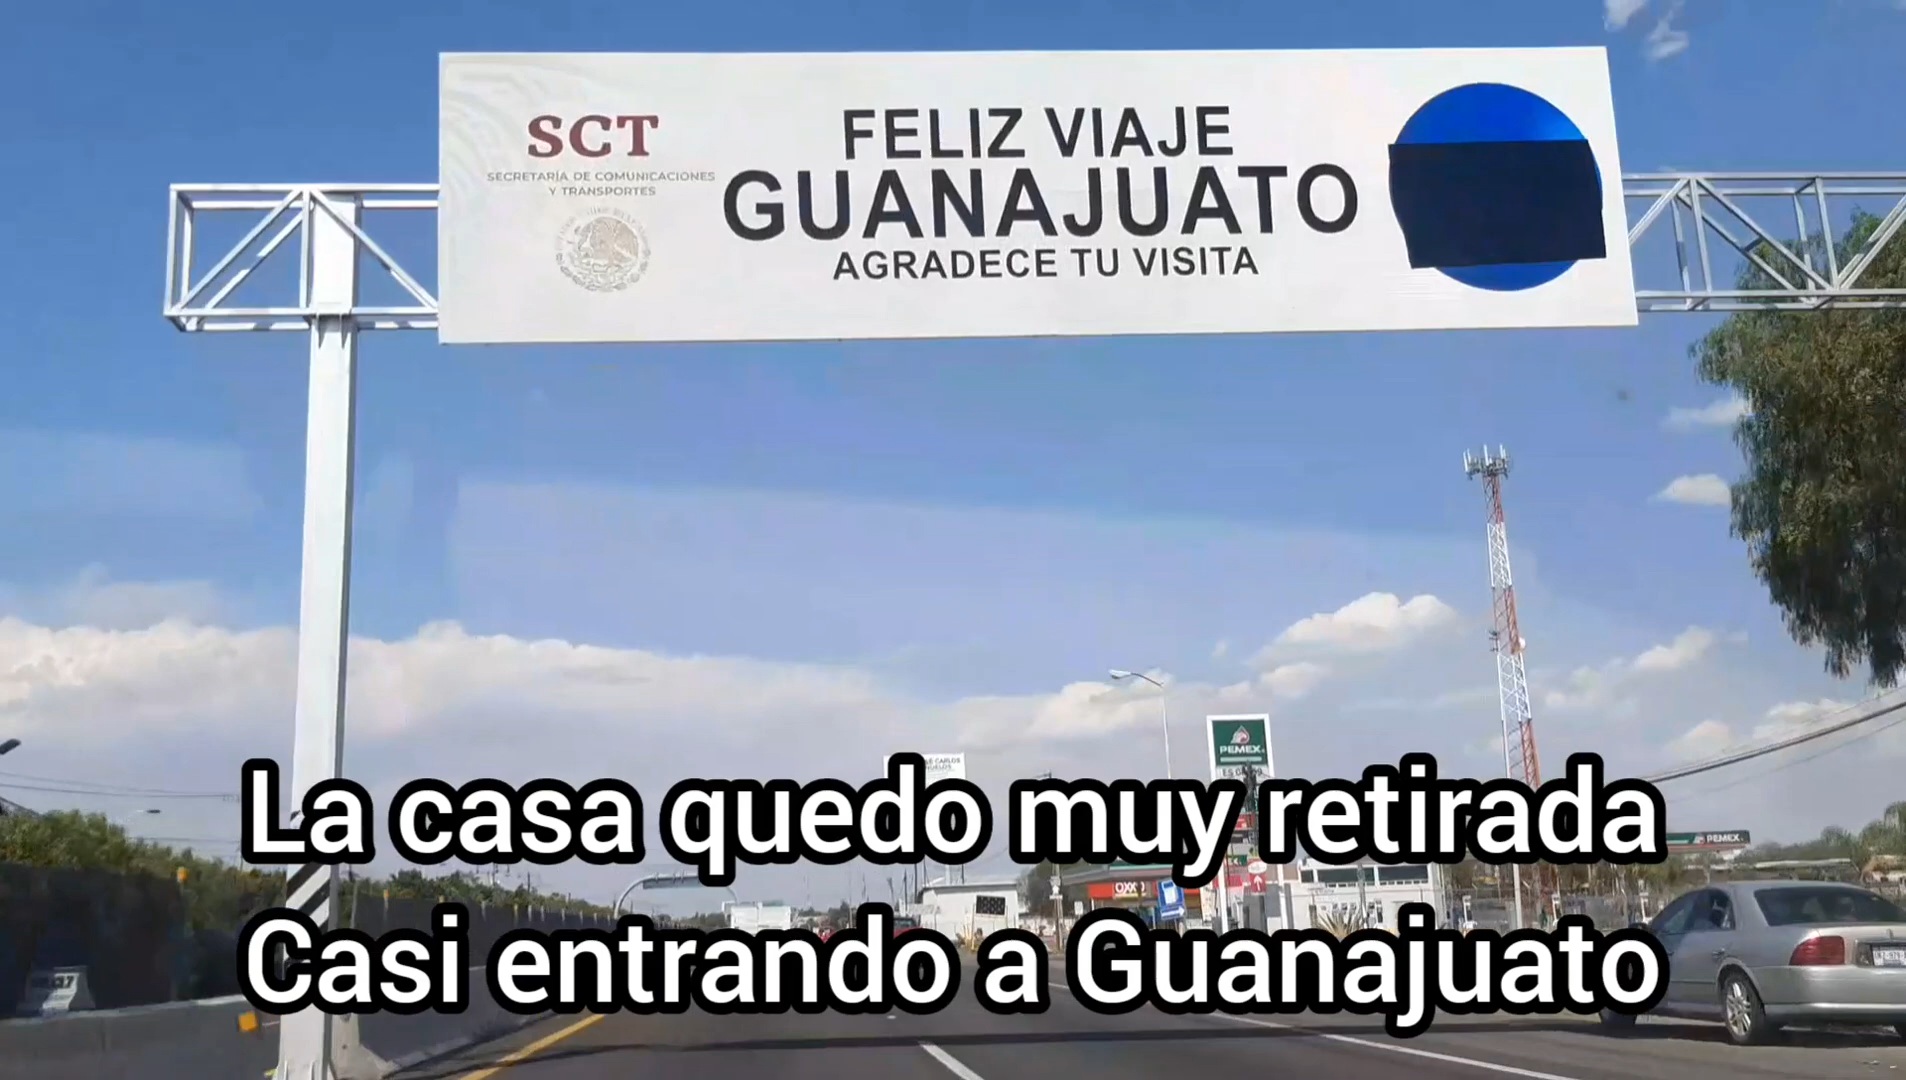 SCT
SECRETARÍA DE COMUNICACIONES
Y TRANSPORTES
FELIZ VIAJE
GUANAJUATO
AGRADECE TU VISITA
PEMEX
PEMEX
OXXO
La casa quedo muy retirada
Casi entrando a Guanajuato